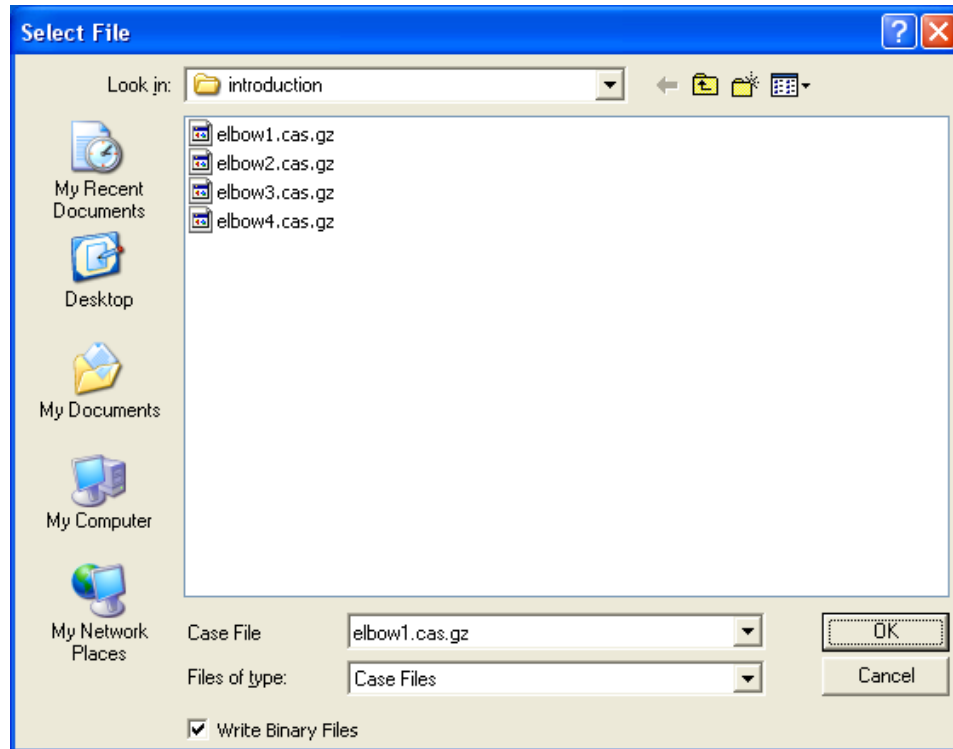 Select File
Look in:
introduction
elbow1.cas.gz
elbow2.cas.gz
elbow3.cas.gz
elbow4.cas.gz
My Recent
Documents
Desktop
My Documents
My Computer
My Network
Places
Case File
elbow1.cas.gz
OK
Files of type:
Case Files
Cancel
Write Binary Files